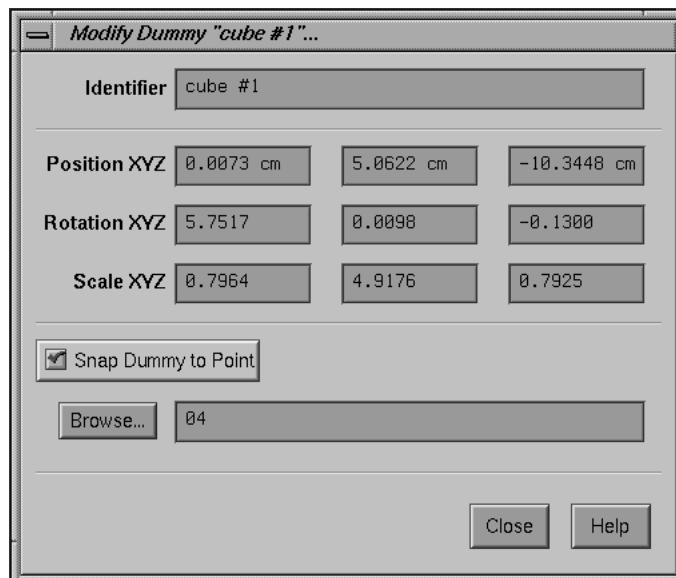 Modify Dummy "cube #1"...
Identifier cube #1
Position XYZ 0.0073 cm 5.0622 cm -10.3448 cm
Rotation XYZ 5.7517 0.0098 -0.1300
Scale XYZ 0.7964 4.9176 0.7925
Snap Dummy to Point
Browse... 04
Close Help